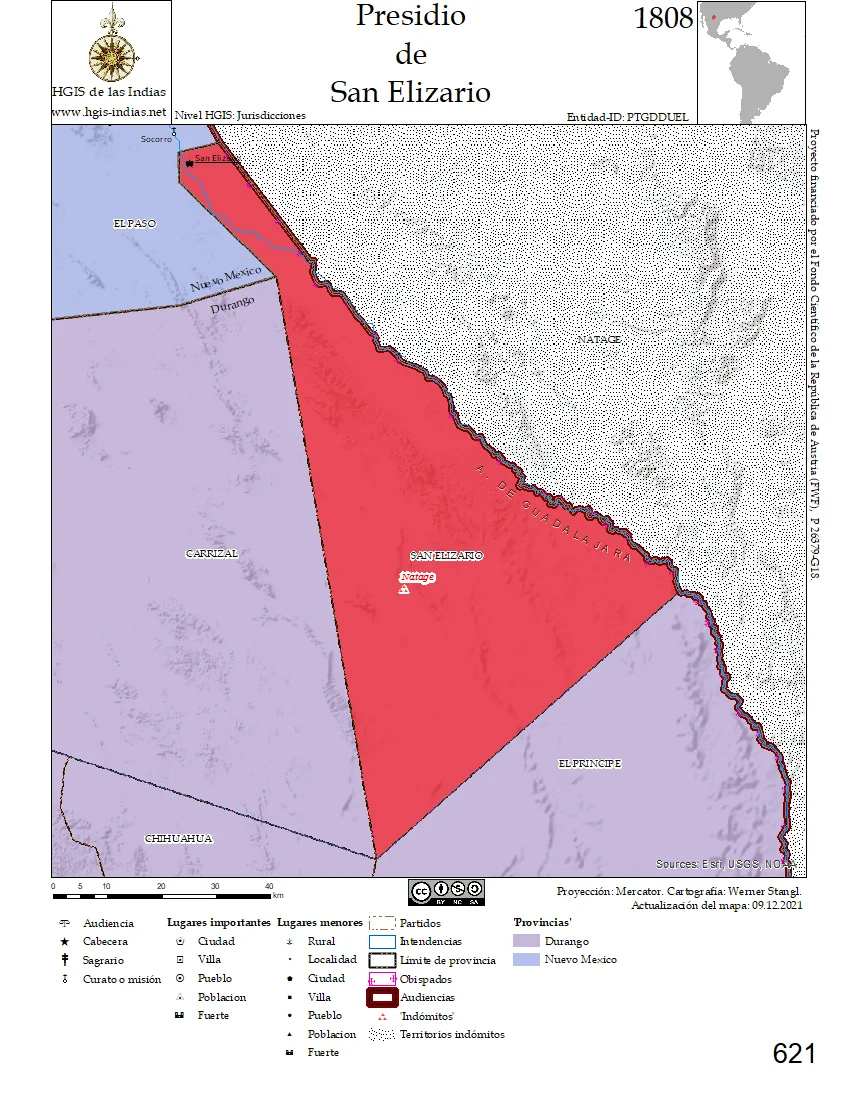 Presidio
de
San Elizario
1808
HGIS de las Indias
www.hgis-indias.net
Nivel HGIS: Jurisdicciones
Entidad-ID: PTGDDUEL
Socorro
San Eliza
EL PASO
Nuevo Mexico
Durango
NATAGE
A. DE GUADALAJARA
CARRIZAL
SAN ELIZARIO
Natage
EL PRINCIPE
CHIHUAHUA
Sources: Esri, USGS, NOAA
Proyecto financiado por el Fondo Científico de la República de Austria (FWF), P 26379-G18.
0 5 10 20 30 40 km
CC BY NC SA
Proyección: Mercator. Cartografía: Werner Stangl.
Actualización del mapa: 09.12.2021
Audiencia
Cabecera
Sagrario
Curato o misión
Lugares importantes
Ciudad
Villa
Pueblo
Poblacion
Fuerte
Lugares menores
Rural
Localidad
Ciudad
Villa
Pueblo
Poblacion
Fuerte
Partidos
Intendencias
Límite de provincia
Obispados
Audiencias
'Indómitos'
Territorios indómitos
'Provincias'
Durango
Nuevo Mexico
621